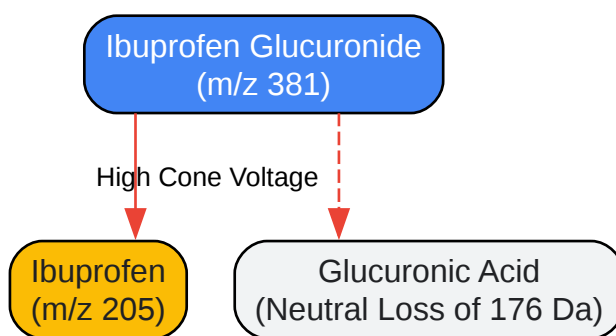 Ibuprofen Glucuronide
(m/z 381)
High Cone Voltage
Ibuprofen
(m/z 205)
Glucuronic Acid
(Neutral Loss of 176 Da)